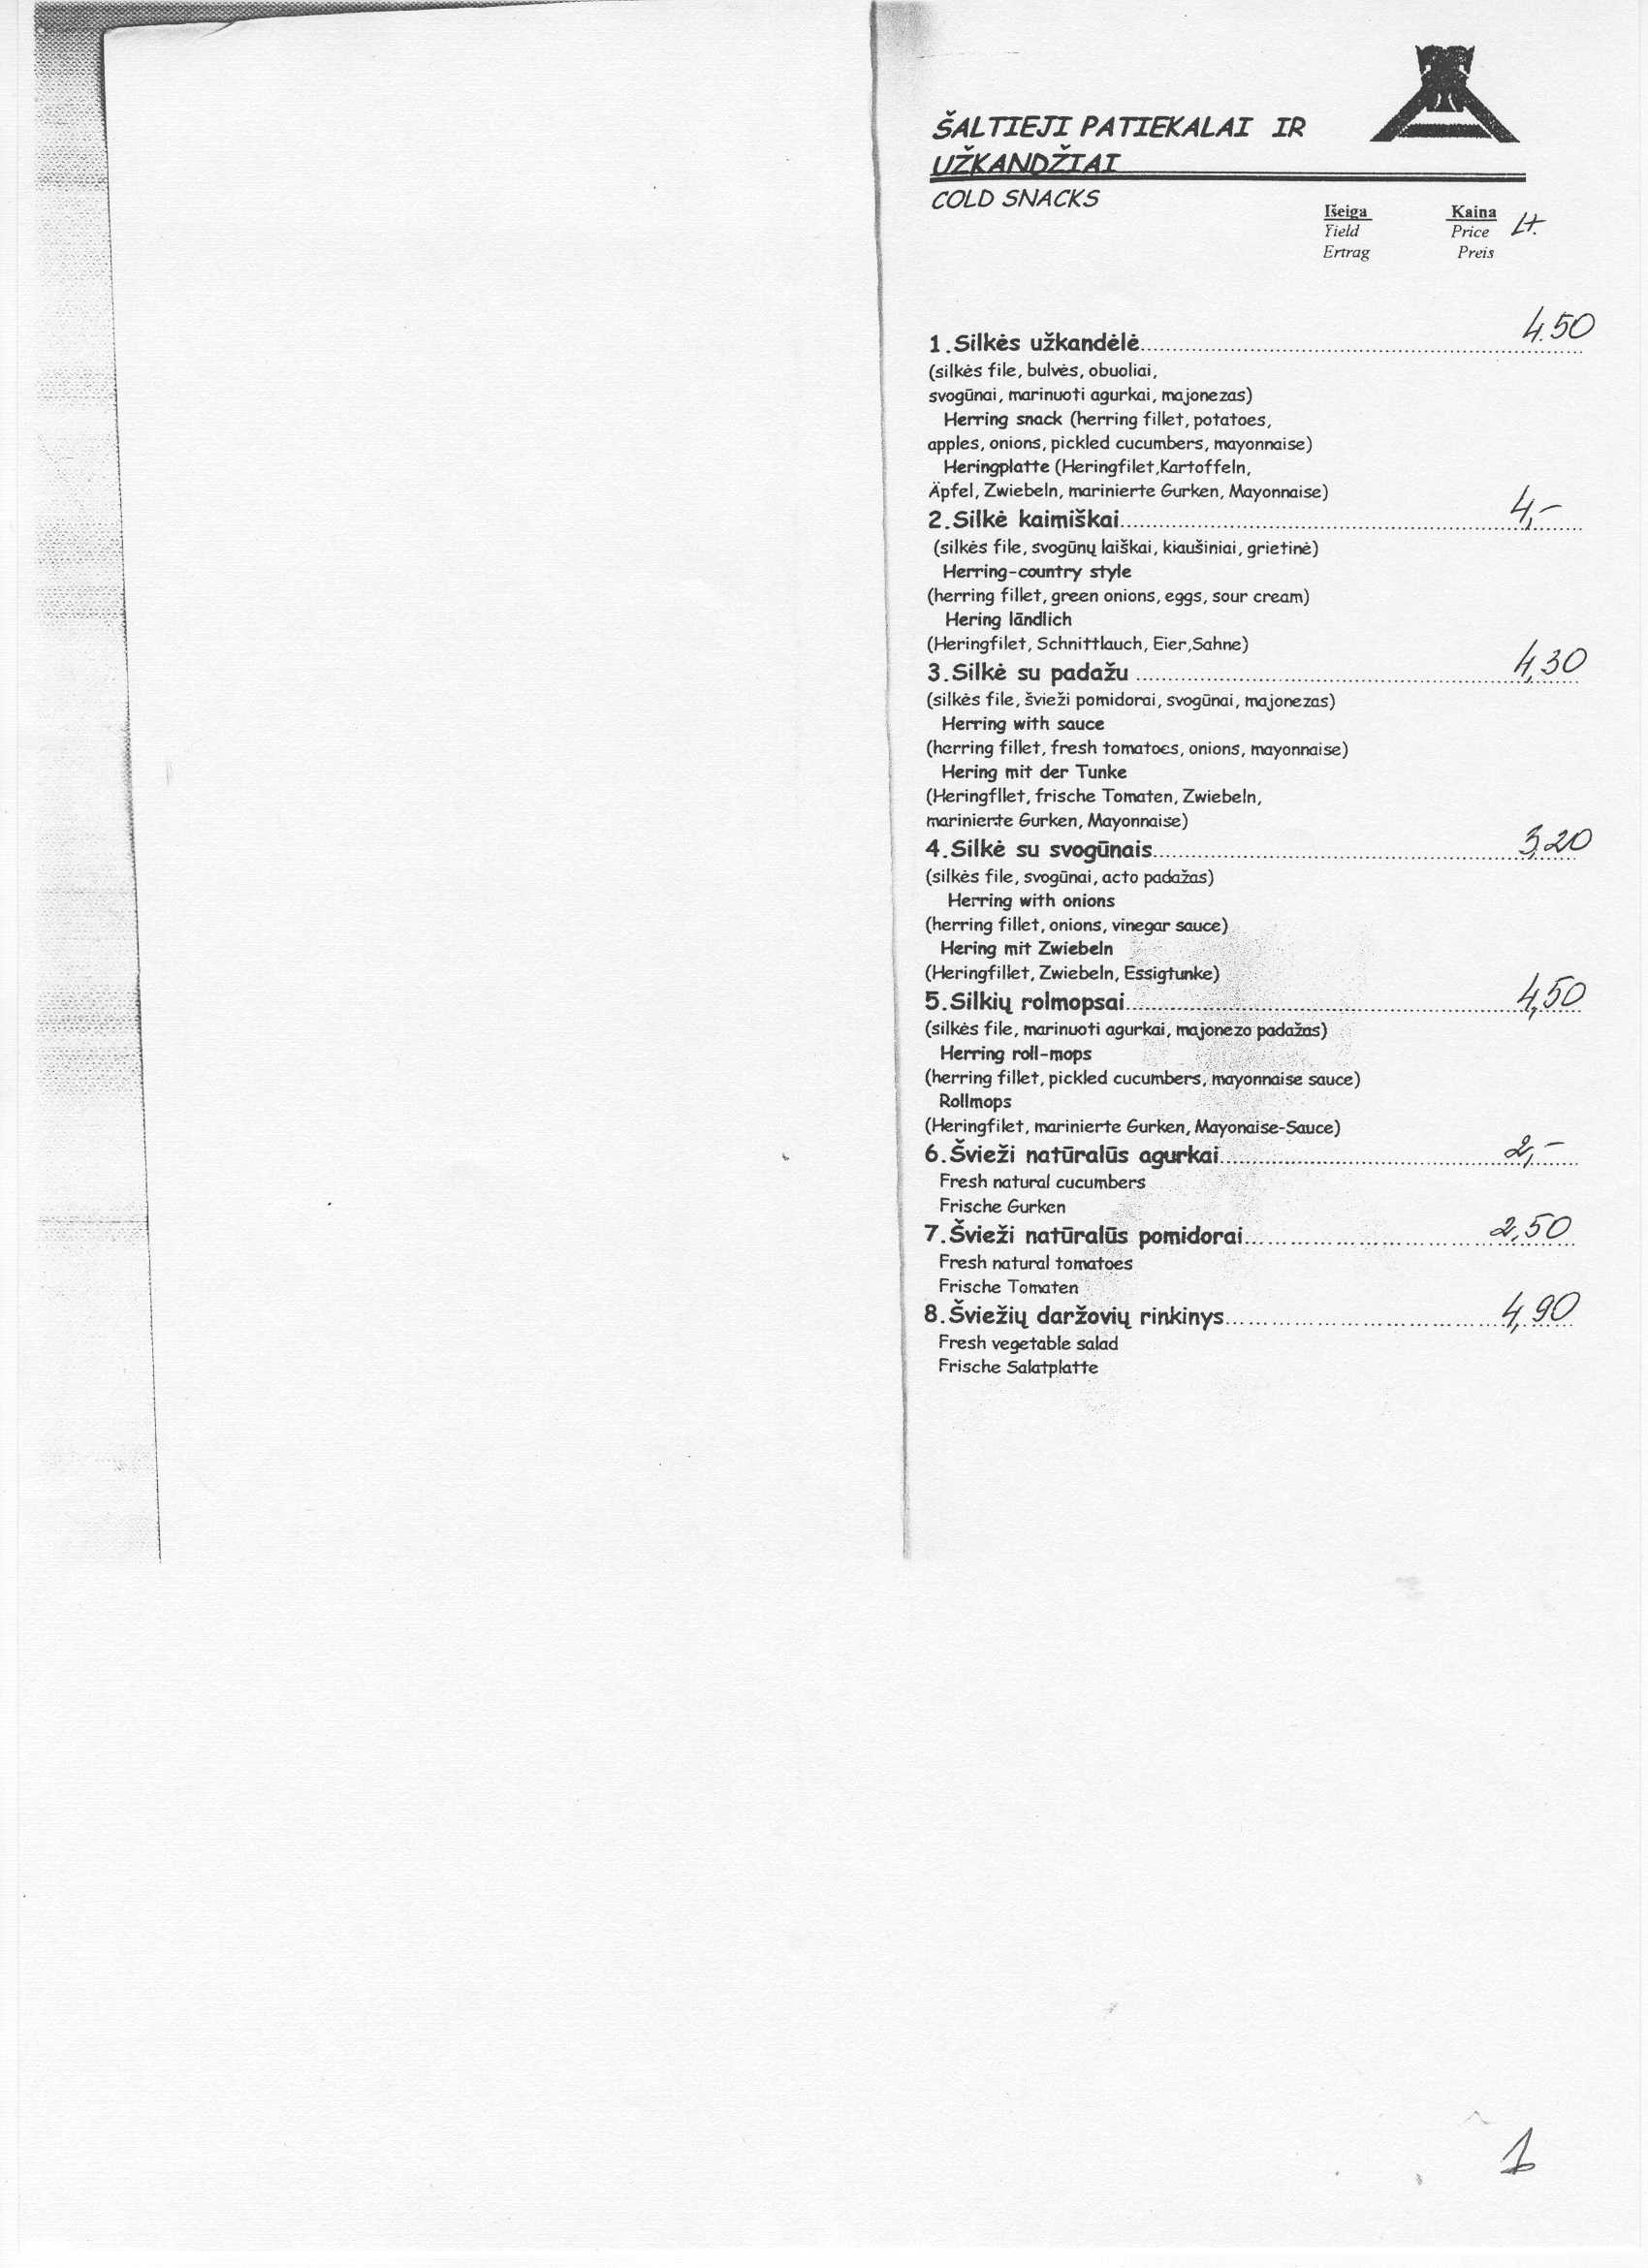 ŠALTIEJI PATIEKALAI IR
UŽKANDŽIAI
COLD SNACKS
Išeiga Kaina Lt.
Yield Price
Ertrag Preis
1.Silkės užkandėlė 4.50
(silkės file, bulvės, obuoliai,
svogūnai, marinuoti agurkai, majonezas)
Herring snack (herring fillet, potatoes,
apples, onions, pickled cucumbers, mayonnaise)
Heringplatte (Heringfilet,Kartoffeln,
Äpfel, Zwiebeln, marinierte Gurken, Mayonnaise)
2.Silkė kaimiškai 4,-
(silkės file, svogūnų laiškai, kiaušiniai, grietinė)
Herring-country style
(herring fillet, green onions, eggs, sour cream)
Hering ländlich
(Heringfilet, Schnittlauch, Eier,Sahne)
3.Silkė su padažu 4,30
(silkės file, švieži pomidorai, svogūnai, majonezas)
Herring with sauce
(herring fillet, fresh tomatoes, onions, mayonnaise)
Hering mit der Tunke
(Heringfllet, frische Tomaten, Zwiebeln,
marinierte Gurken, Mayonnaise)
4.Silkė su svogūnais 3,20
(silkės file, svogūnai, acto padažas)
Herring with onions
(herring fillet, onions, vinegar sauce)
Hering mit Zwiebeln
(Heringfillet, Zwiebeln, Essigtunke)
5.Silkių rolmopsai 4,50
(silkės file, marinuoti agurkai, majonezo padažas)
Herring roll-mops
(herring fillet, pickled cucumbers, mayonnaise sauce)
Rollmops
(Heringfilet, marinierte Gurken, Mayonaise-Sauce)
6.Švieži natūralūs agurkai 2,-
Fresh natural cucumbers
Frische Gurken
7.Švieži natūralūs pomidorai 2,50
Fresh natural tomatoes
Frische Tomaten
8.Šviežių daržovių rinkinys 4,90
Fresh vegetable salad
Frische Salatplatte
1